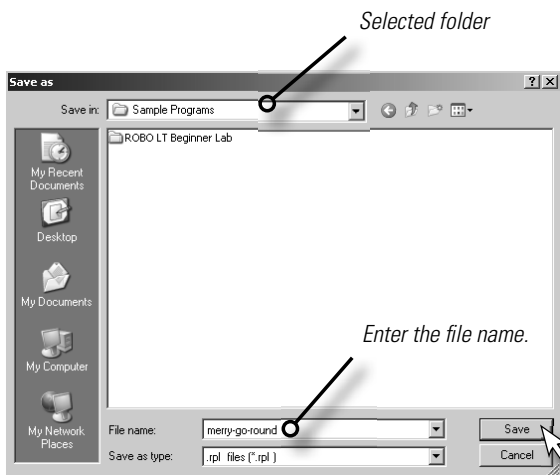 Selected folder
Save as
Save in:
Sample Programs
ROBO LT Beginner Lab
My Recent
Documents
Desktop
My Documents
My Computer
My Network
Places
Enter the file name.
File name:
merry-go-round
Save
Save as type:
.rpl files (*.rpl )
Cancel